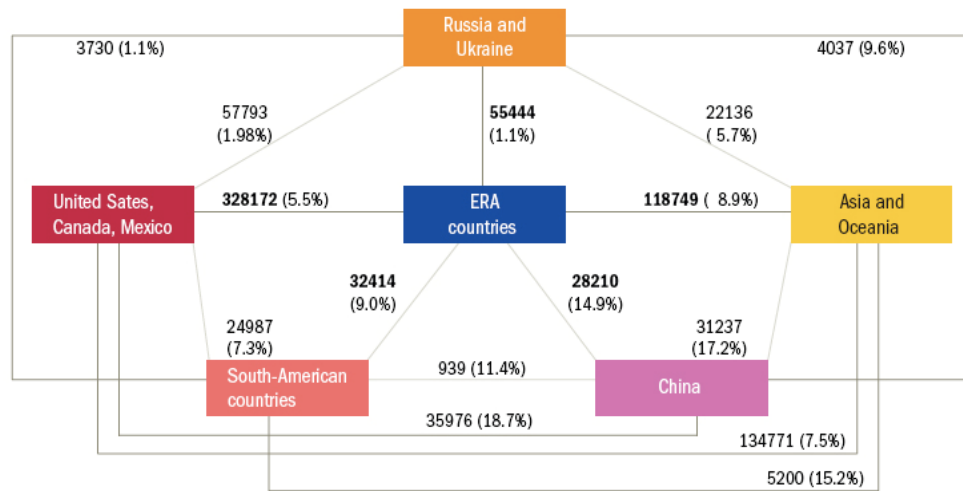 Russia and
Ukraine
3730 (1.1%)
4037 (9.6%)
57793
(1.98%)
55444
(1.1%)
22136
( 5.7%)
United Sates,
Canada, Mexico
328172 (5.5%)
ERA
countries
118749 ( 8.9%)
Asia and
Oceania
32414
(9.0%)
28210
(14.9%)
24987
(7.3%)
31237
(17.2%)
South-American
countries
939 (11.4%)
China
35976 (18.7%)
134771 (7.5%)
5200 (15.2%)